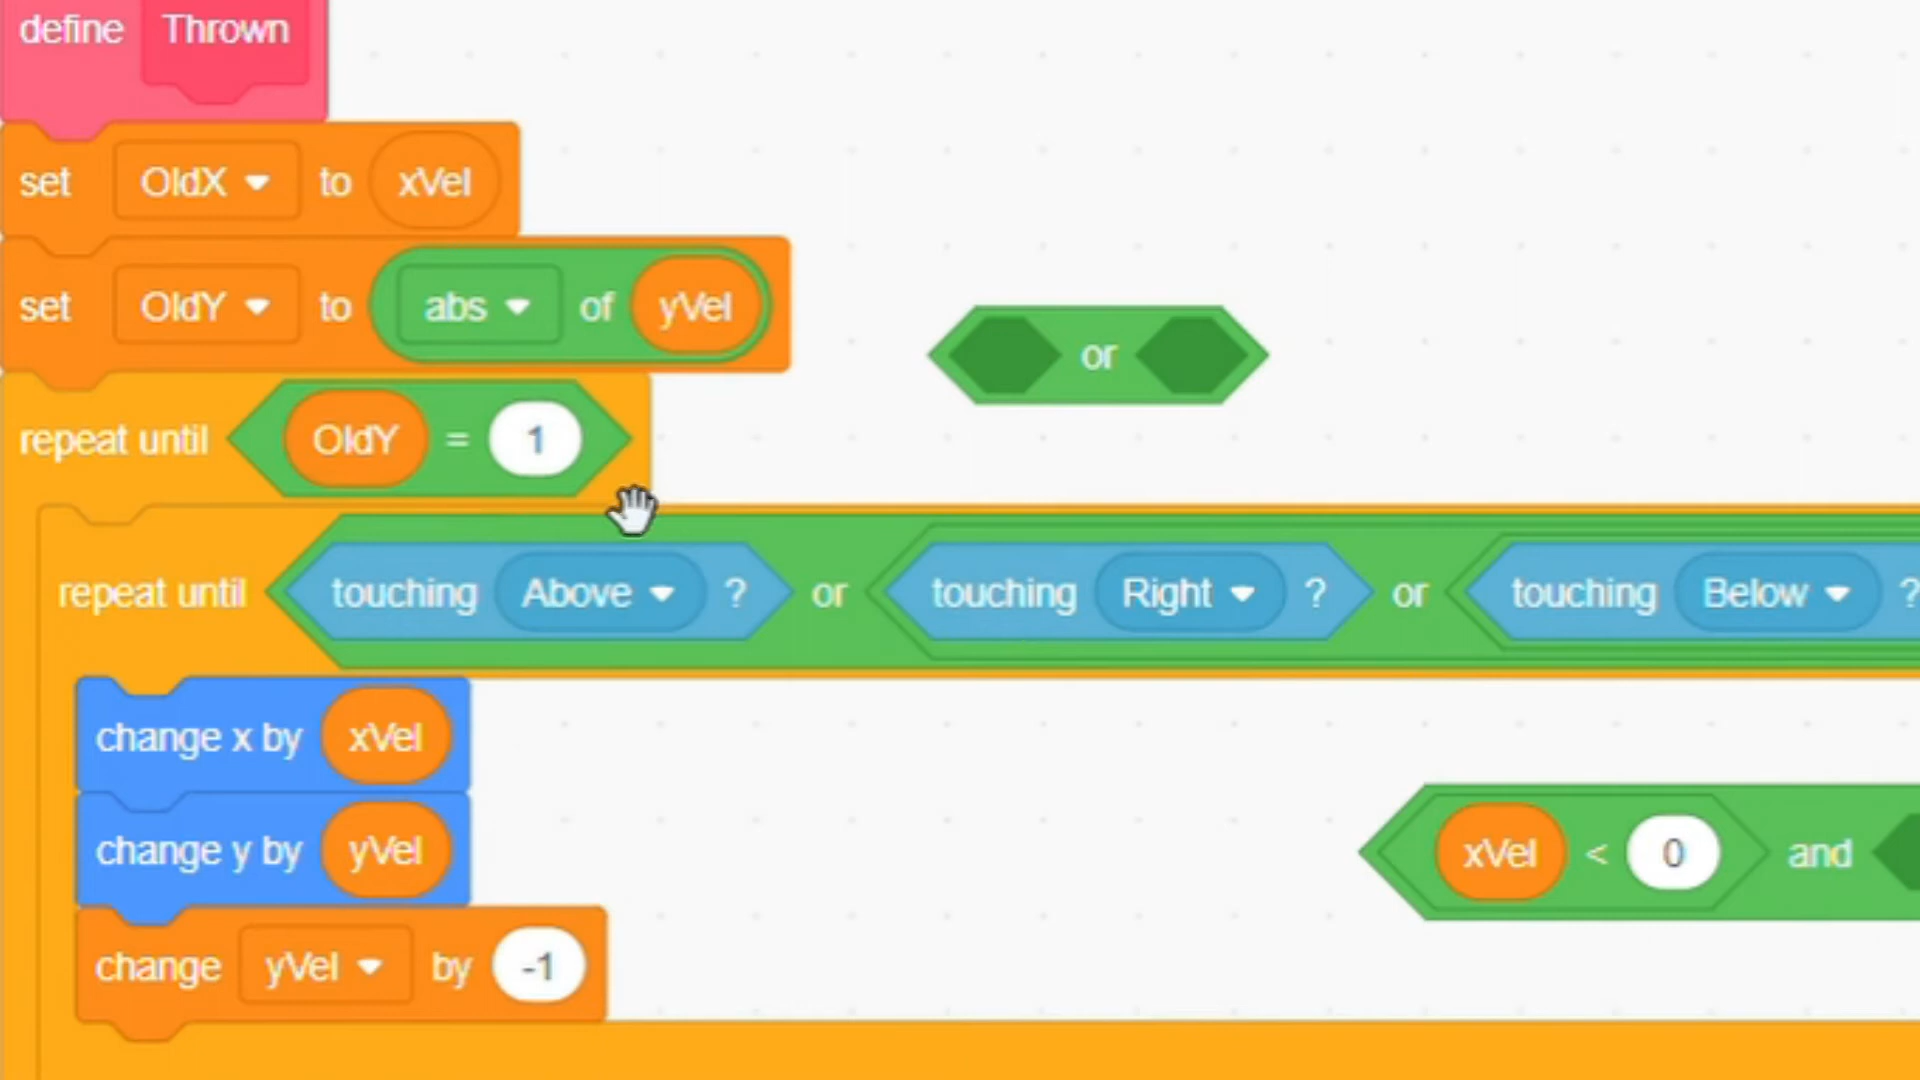 define Thrown
set OldX to xVel
set OldY to abs of yVel
or
repeat until OldY = 1
repeat until touching Above ? or touching Right ? or touching Below ?
change x by xVel
change y by yVel
xVel < 0 and
change yVel by -1